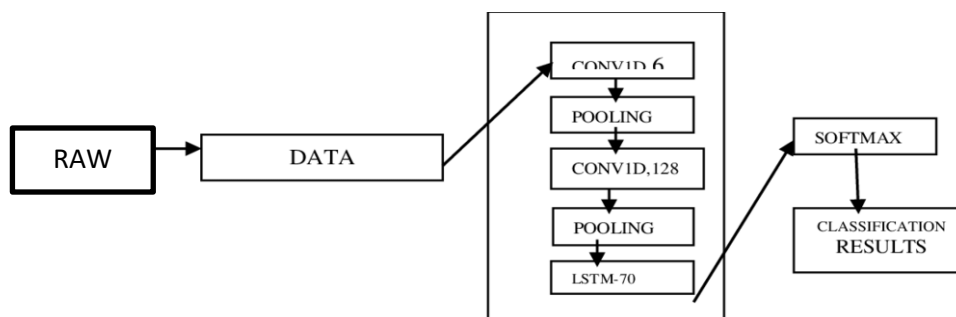 RAW
DATA
CONV1D, 6
POOLING
CONV1D,128
POOLING
LSTM-70
SOFTMAX
CLASSIFICATION
RESULTS